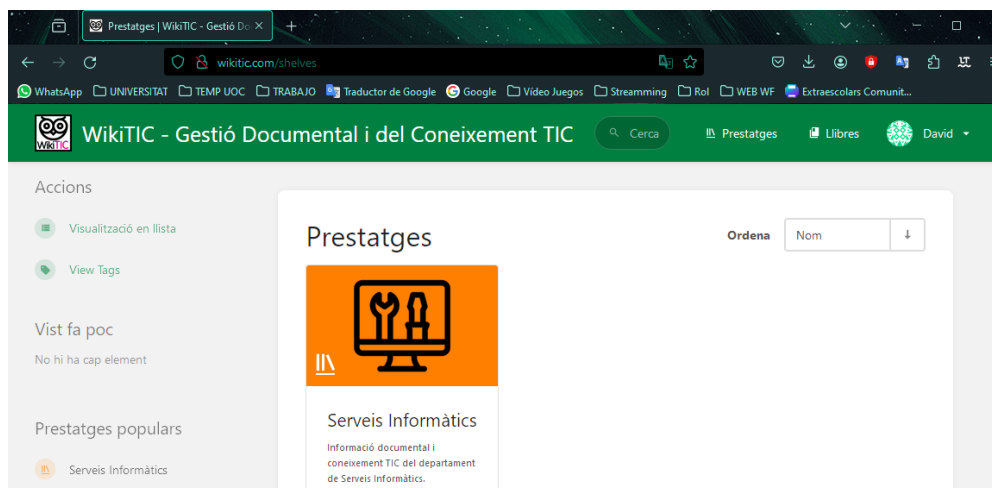 Prestatges | WikiTIC - Gestió Do
wikitic.com/shelves
WhatsApp UNIVERSITAT TEMP UOC TRABAJO Traductor de Google Google Vídeo Juegos Streamming Rol WEB WF Extraescolars Comunit...
WikiTIC
WikiTIC - Gestió Documental i del Coneixement TIC
Cerca
Prestatges
Llibres
David
Accions
Visualització en llista
View Tags
Vist fa poc
No hi ha cap element
Prestatges populars
Serveis Informàtics
Prestatges
Ordena
Nom
Serveis Informàtics
Informació documental i
coneixement TIC del departament
de Serveis Informàtics.